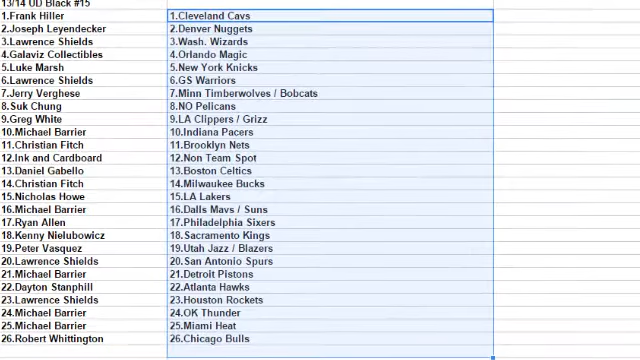 13/14 UD Black #15
1.Frank Hiller 1.Cleveland Cavs
2.Joseph Leyendecker 2.Denver Nuggets
3.Lawrence Shields 3.Wash. Wizards
4.Galaviz Collectibles 4.Orlando Magic
5.Luke Marsh 5.New York Knicks
6.Lawrence Shields 6.GS Warriors
7.Jerry Verghese 7.Minn Timberwolves / Bobcats
8.Suk Chung 8.NO Pelicans
9.Greg White 9.LA Clippers / Grizz
10.Michael Barrier 10.Indiana Pacers
11.Christian Fitch 11.Brooklyn Nets
12.Ink and Cardboard 12.Non Team Spot
13.Daniel Gabello 13.Boston Celtics
14.Christian Fitch 14.Milwaukee Bucks
15.Nicholas Howe 15.LA Lakers
16.Michael Barrier 16.Dalls Mavs / Suns
17.Ryan Allen 17.Philadelphia Sixers
18.Kenny Nielubowicz 18.Sacramento Kings
19.Peter Vasquez 19.Utah Jazz / Blazers
20.Lawrence Shields 20.San Antonio Spurs
21.Michael Barrier 21.Detroit Pistons
22.Dayton Stanphill 22.Atlanta Hawks
23.Lawrence Shields 23.Houston Rockets
24.Michael Barrier 24.OK Thunder
25.Michael Barrier 25.Miami Heat
26.Robert Whittington 26.Chicago Bulls